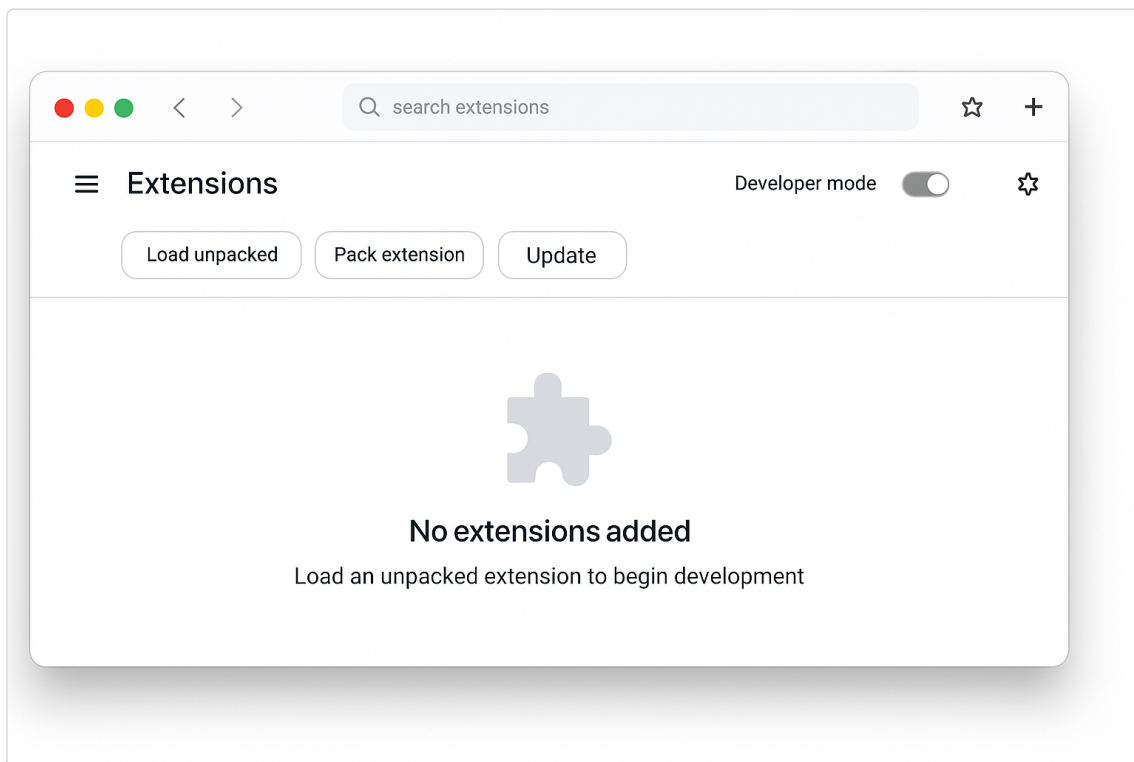 search extensions
Extensions
Developer mode
Load unpacked
Pack extension
Update
No extensions added
Load an unpacked extension to begin development